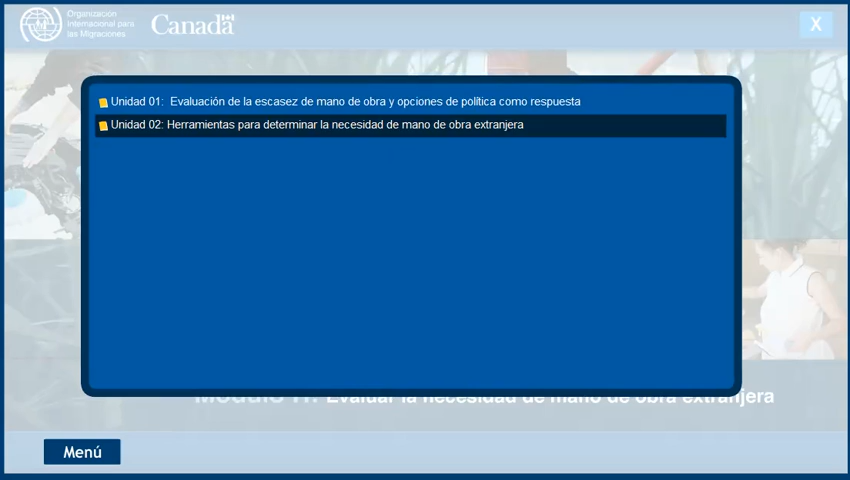 Organización
Internacional para
las Migraciones
Canada
X
Unidad 01: Evaluación de la escasez de mano de obra y opciones de política como respuesta
Unidad 02: Herramientas para determinar la necesidad de mano de obra extranjera
Evaluar la necesidad de mano de obra extranjera
Menú